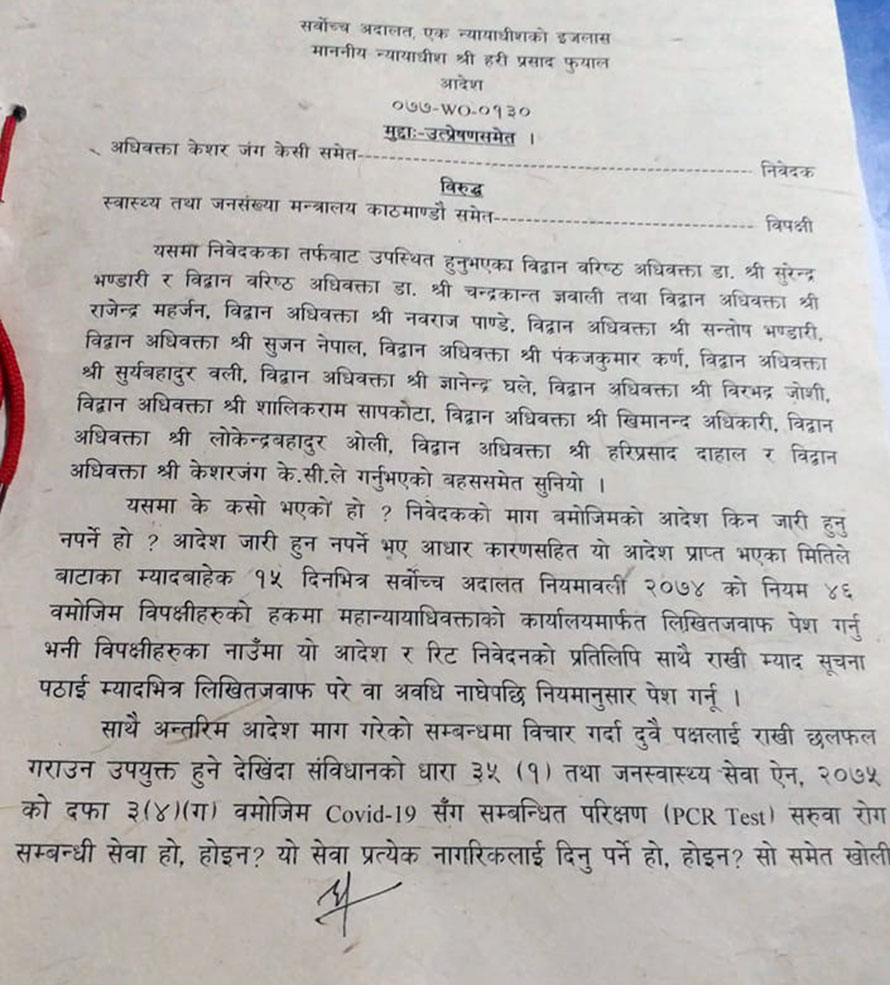 सर्वोच्च अदालत, एक न्यायाधीशको इजलास
माननीय न्यायाधीश श्री हरी प्रसाद फुयाल
आदेश
०७७-WO-०१३०
मुद्दाः-उत्प्रेषणसमेत ।
अधिवक्ता केशर जंग केसी समेत------------------------------------------------ निवेदक
विरुद्ध
स्वास्थ्य तथा जनसंख्या मन्त्रालय काठमाण्डौ समेत-------------------------------- विपक्षी
यसमा निवेदकका तर्फबाट उपस्थित हुनुभएका विद्वान वरिष्ठ अधिवक्ता डा. श्री सुरेन्द्र
भण्डारी र विद्वान वरिष्ठ अधिवक्ता डा. श्री चन्द्रकान्त ज्ञवाली तथा विद्वान अधिवक्ता श्री
राजेन्द्र महर्जन, विद्वान अधिवक्ता श्री नवराज पाण्डे, विद्वान अधिवक्ता श्री सन्तोष भण्डारी,
विद्वान अधिवक्ता श्री सुजन नेपाल, विद्वान अधिवक्ता श्री पंकजकुमार कर्ण, विद्वान अधिवक्ता
श्री सुर्यबहादुर वली, विद्वान अधिवक्ता श्री ज्ञानेन्द्र घले, विद्वान अधिवक्ता श्री विरभद्र जोशी,
विद्वान अधिवक्ता श्री शालिकराम सापकोटा, विद्वान अधिवक्ता श्री खिमानन्द अधिकारी, विद्वान
अधिवक्ता श्री लोकेन्द्रबहादुर ओली, विद्वान अधिवक्ता श्री हरिप्रसाद दाहाल र विद्वान
अधिवक्ता श्री केशरजंग के.सी.ले गर्नुभएको बहससमेत सुनियो ।
यसमा के कसो भएको हो ? निवेदकको माग बमोजिमको आदेश किन जारी हुनु
नपर्ने हो ? आदेश जारी हुन नपर्ने भए आधार कारणसहित यो आदेश प्राप्त भएका मितिले
बाटाका म्यादबाहेक १५ दिनभित्र सर्वोच्च अदालत नियमावली २०७४ को नियम ४६
वमोजिम विपक्षीहरुको हकमा महान्यायाधिवक्ताको कार्यालयमार्फत लिखितजवाफ पेश गर्नु
भनी विपक्षीहरुका नाउँमा यो आदेश र रिट निवेदनको प्रतिलिपि साथै राखी म्याद सूचना
पठाई म्यादभित्र लिखितजवाफ परे वा अवधि नाघेपछि नियमानुसार पेश गर्नू ।
साथै अन्तरिम आदेश माग गरेको सम्बन्धमा विचार गर्दा दुवै पक्षलाई राखी छलफल
गराउन उपयुक्त हुने देखिंदा संविधानको धारा ३५ (१) तथा जनस्वास्थ्य सेवा ऐन, २०७५
को दफा ३(४)(ग) वमोजिम Covid-19 सँग सम्बन्धित परिक्षण (PCR Test) सरुवा रोग
सम्बन्धी सेवा हो, होइन? यो सेवा प्रत्येक नागरिकलाई दिनु पर्ने हो, होइन? सो समेत खोली